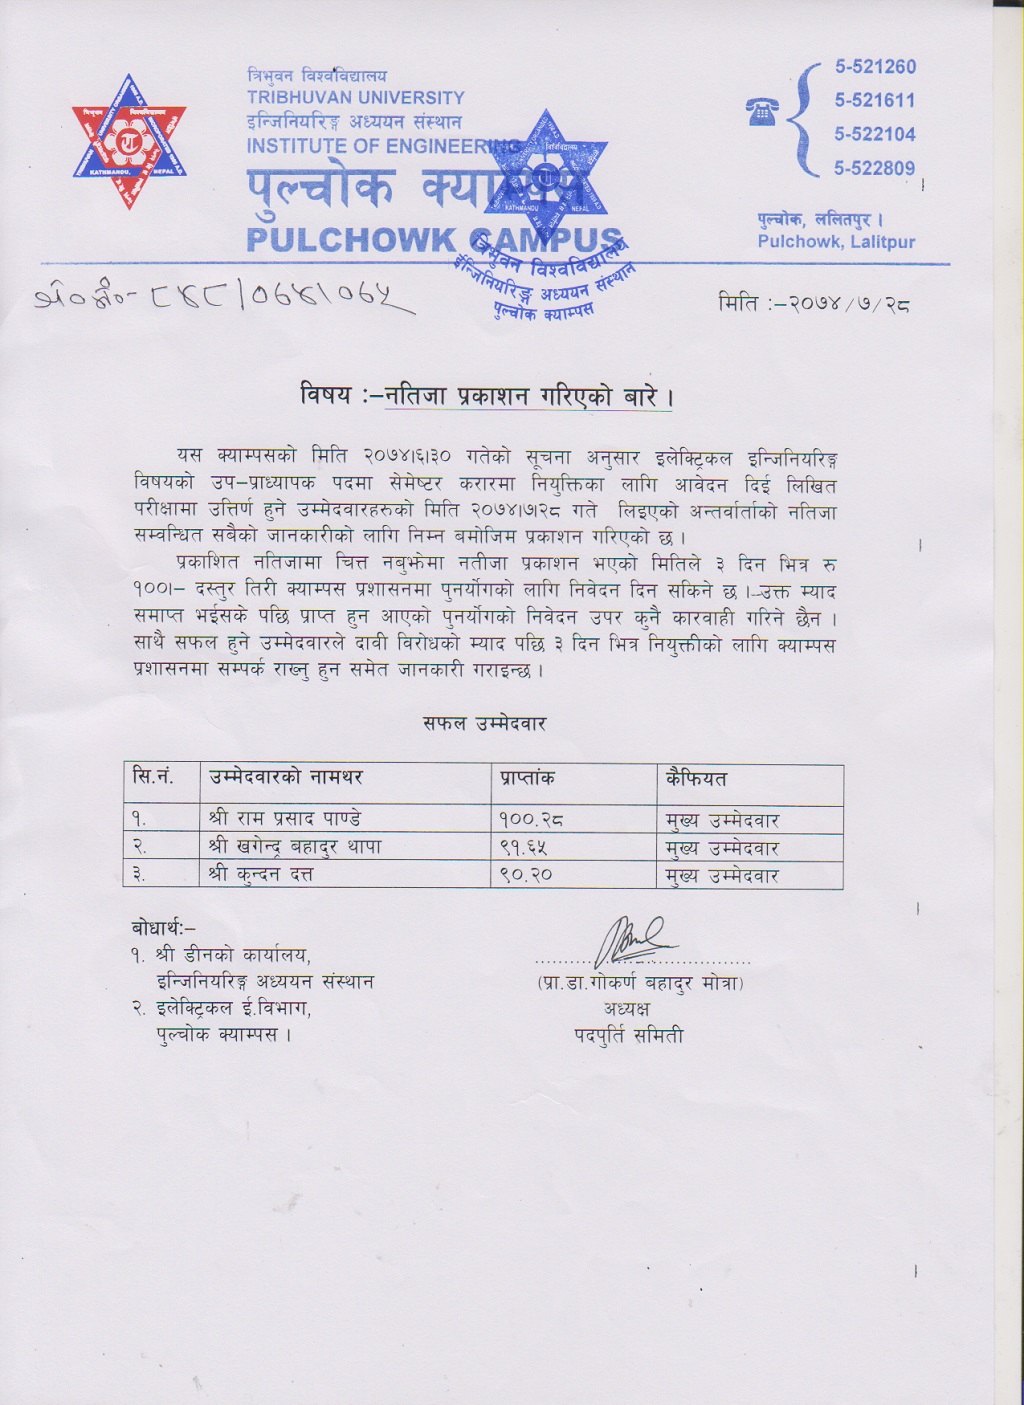 त्रिभुवन विश्वविद्यालय
TRIBHUVAN UNIVERSITY
इन्जिनियरिङ्ग अध्ययन संस्थान
INSTITUTE OF ENGINEERING
पुल्चोक क्याम्पस
PULCHOWK CAMPUS
5-521260
5-521611
5-522104
5-522809
पुल्चोक, ललितपुर ।
Pulchowk, Lalitpur
KATHMANDU, NEPAL
त्रिभुवन विश्वविद्यालय
ईन्जिनियरिङ्ग अध्ययन संस्थान
पुल्चोक क्याम्पस
मिति :–२०७४/७/२८
विषय :–नतिजा प्रकाशन गरिएको बारे ।
यस क्याम्पसको मिति २०७४।६।३० गतेको सूचना अनुसार इलेक्ट्रिकल इन्जिनियरिङ्ग
विषयको उप–प्राध्यापक पदमा सेमेष्टर करारमा नियुक्तिका लागि आवेदन दिई लिखित
परीक्षामा उत्तिर्ण हुने उम्मेदवारहरुको मिति २०७४।७।२८ गते लिइएको अन्तर्वार्ताको नतिजा
सम्वन्धित सबैको जानकारीको लागि निम्न बमोजिम प्रकाशन गरिएको छ ।
प्रकाशित नतिजामा चित्त नबुझेमा नतीजा प्रकाशन भएको मितिले ३ दिन भित्र रु
१००।– दस्तुर तिरी क्याम्पस प्रशासनमा पुनर्योगको लागि निवेदन दिन सकिने छ । उक्त म्याद
समाप्त भईसके पछि प्राप्त हुन आएको पुनर्योगको निवेदन उपर कुनै कारवाही गरिने छैन ।
साथै सफल हुने उम्मेदवारले दावी विरोधको म्याद पछि ३ दिन भित्र नियुक्तीको लागि क्याम्पस
प्रशासनमा सम्पर्क राख्नु हुन समेत जानकारी गराइन्छ ।
सफल उम्मेदवार
सि.नं. उम्मेदवारको नामथर प्राप्तांक कैफियत
१. श्री राम प्रसाद पाण्डे १००.२८ मुख्य उम्मेदवार
२. श्री खगेन्द्र बहादुर थापा ९१.६५ मुख्य उम्मेदवार
३. श्री कुन्दन दत्त ९०.२० मुख्य उम्मेदवार
बोधार्थ:–
१. श्री डीनको कार्यालय,
इन्जिनियरिङ्ग अध्ययन संस्थान
२. इलेक्ट्रिकल ई.विभाग,
पुल्चोक क्याम्पस ।
(प्रा.डा.गोकर्ण बहादुर मोत्रा)
अध्यक्ष
पदपुर्ति समिती